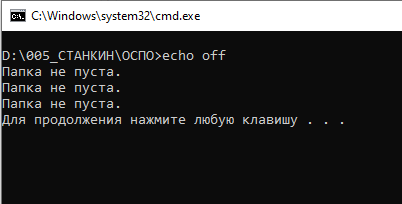 C:\Windows\system32\cmd.exe
D:\005_СТАНКИН\ОСПО>echo off
Папка не пуста.
Папка не пуста.
Папка не пуста.
Для продолжения нажмите любую клавишу . . .